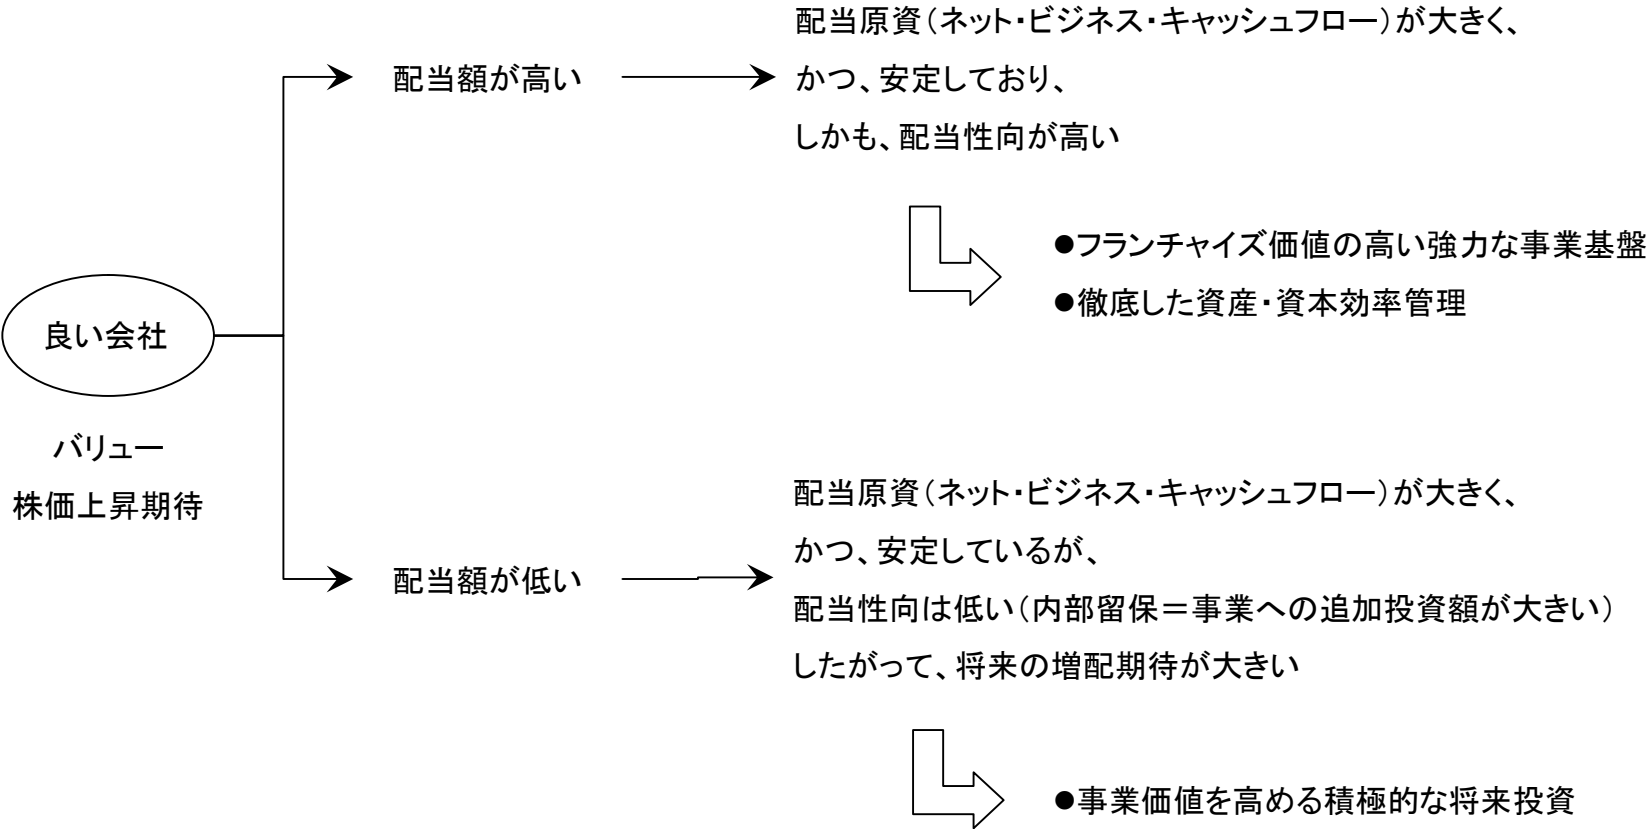 配当原資（ネット・ビジネス・キャッシュフロー）が大きく、
配当額が高い
かつ、安定しており、
しかも、配当性向が高い
●フランチャイズ価値の高い強力な事業基盤
●徹底した資産・資本効率管理
良い会社
バリュー
株価上昇期待
配当原資（ネット・ビジネス・キャッシュフロー）が大きく、
かつ、安定しているが、
配当額が低い
配当性向は低い（内部留保＝事業への追加投資額が大きい）
したがって、将来の増配期待が大きい
●事業価値を高める積極的な将来投資